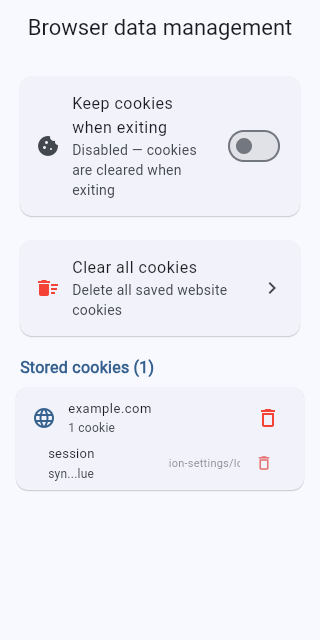 Browser data management
Keep cookies
when exiting
Disabled — cookies
are cleared when
exiting
Clear all cookies
Delete all saved website
cookies
Stored cookies (1)
example.com
1 cookie
session
syn...lue
ion-settings/lo